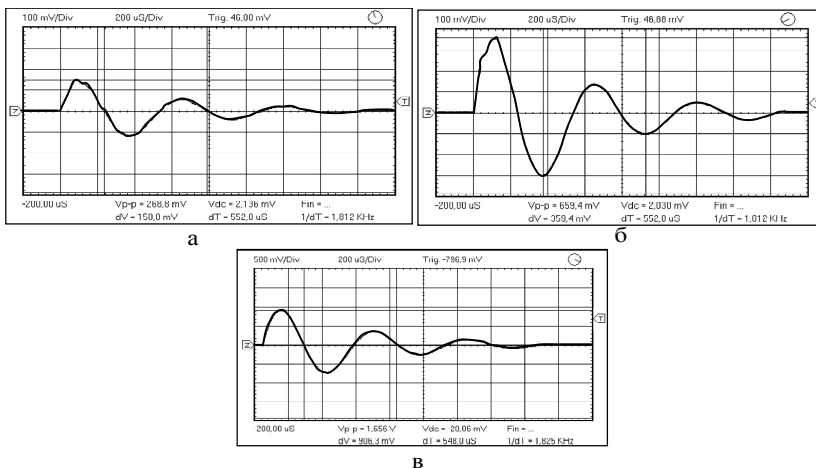 100 mV/Div 200 uS/Div Trig. 46,00 mV
-200,00 uS Vp-p = 268,8 mV Vdc = 2,136 mV Fin = ...
dV = 150,0 mV dT = 552,0 uS 1/dT = 1,812 KHz
а
100 mV/Div 200 uS/Div Trig. 46,88 mV
-200,00 uS Vp-p = 659,4 mV Vdc = 2,030 mV Fin = ...
dV = 359,4 mV dT = 552,0 uS 1/dT = 1,812 KHz
б
500 mV/Div 200 uS/Div Trig. -796,9 mV
200,00 uS Vp p = 1,656 V Vdc = 20,06 mV Fin = ...
dV = 906,3 mV dT = 548,0 uS 1/dT = 1,825 KHz
в